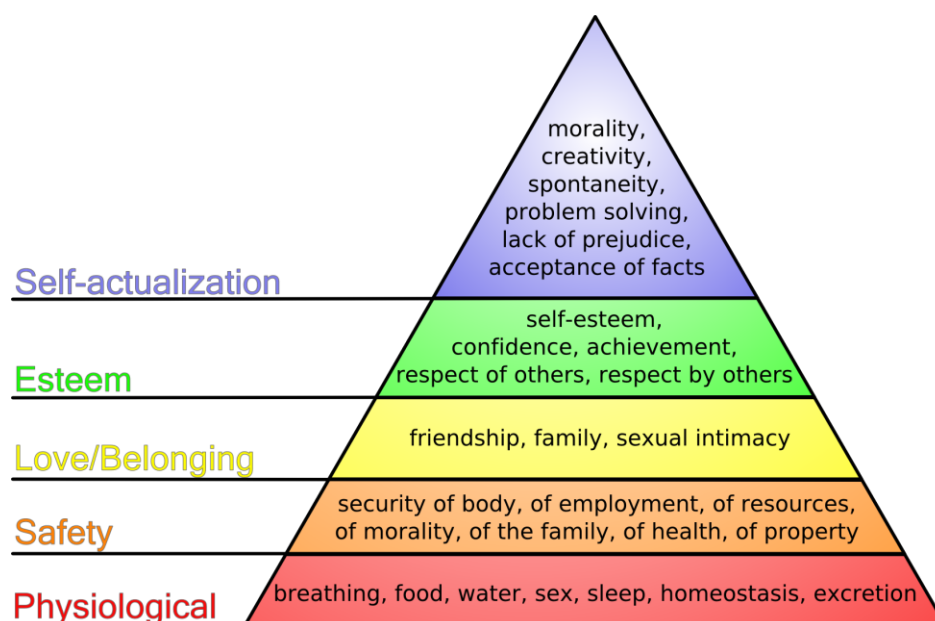 morality,
creativity,
spontaneity,
problem solving,
lack of prejudice,
acceptance of facts
Self-actualization
self-esteem,
confidence, achievement,
respect of others, respect by others
Esteem
friendship, family, sexual intimacy
Love/Belonging
security of body, of employment, of resources,
of morality, of the family, of health, of property
Safety
breathing, food, water, sex, sleep, homeostasis, excretion
Physiological